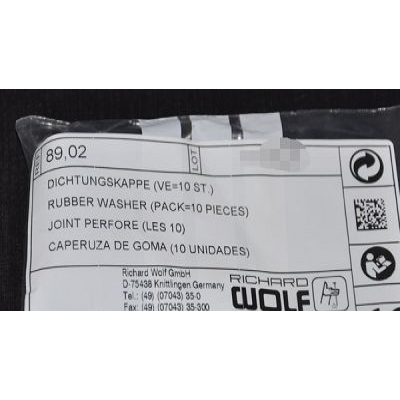 REF 89,02 LOT
DICHTUNGSKAPPE (VE=10 ST.)
RUBBER WASHER (PACK=10 PIECES)
JOINT PERFORE (LES 10)
CAPERUZA DE GOMA (10 UNIDADES)
Richard Wolf GmbH
D-75438 Knittlingen Germany
Tel.: (49) (07043) 35-0
Fax: (49) (07043) 35-300
RICHARD
WOLF